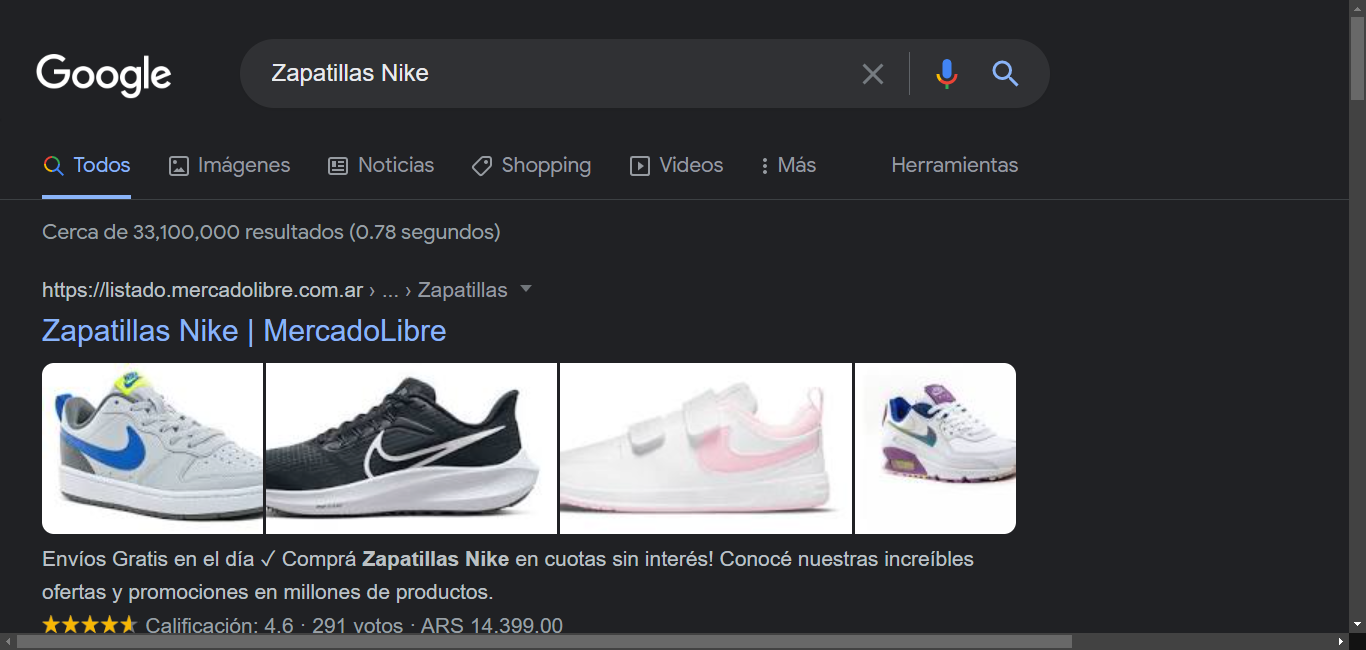 Google
Zapatillas Nike
Todos Imágenes Noticias Shopping Videos Más Herramientas
Cerca de 33,100,000 resultados (0.78 segundos)
https://listado.mercadolibre.com.ar › ... › Zapatillas
Zapatillas Nike | MercadoLibre
Envíos Gratis en el día ✓ Comprá Zapatillas Nike en cuotas sin interés! Conocé nuestras increíbles
ofertas y promociones en millones de productos.
Calificación: 4.6 · 291 votos · ARS 14.399.00